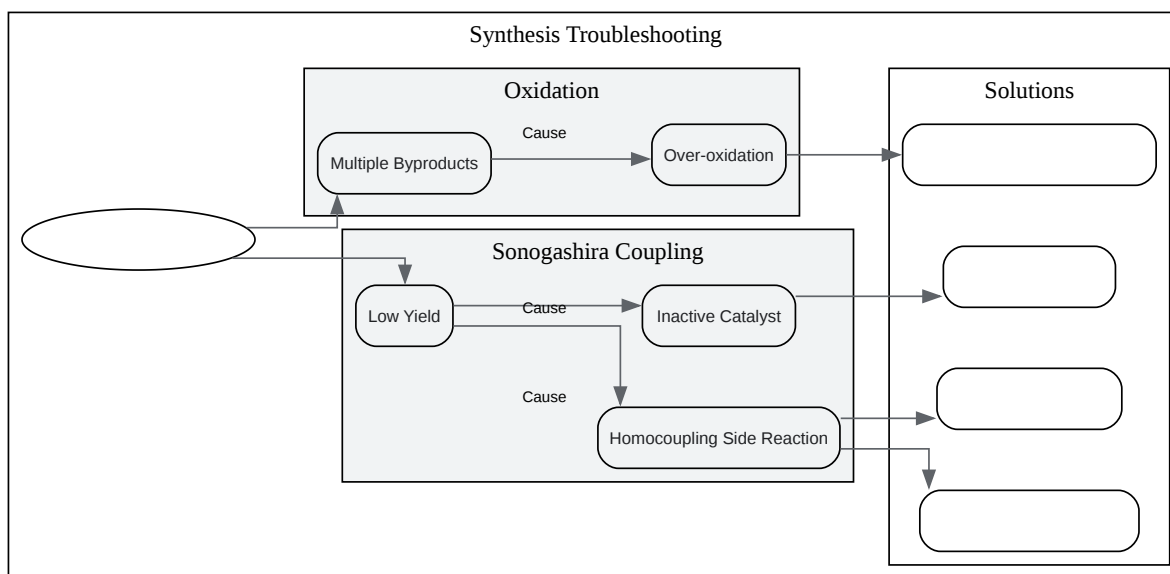 Synthesis Troubleshooting
Oxidation
Solutions
Cause
Multiple Byproducts
Over-oxidation
Sonogashira Coupling
Low Yield
Cause
Inactive Catalyst
Cause
Homocoupling Side Reaction